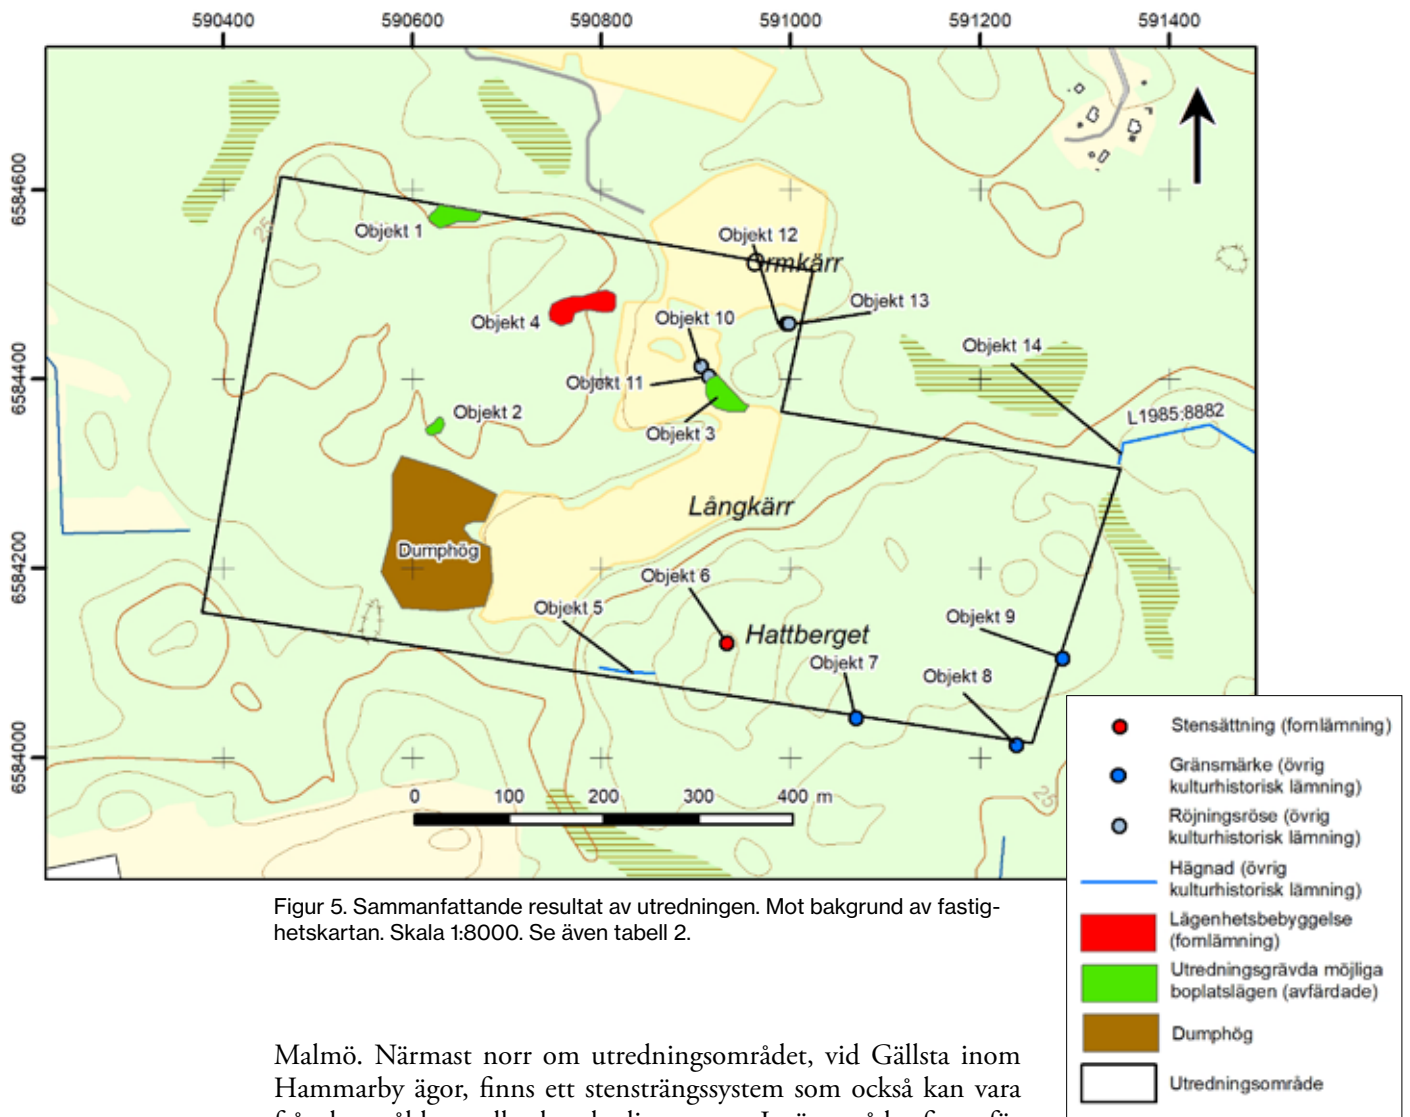 590400 590600 590800 591000 591200 591400
6584600
6584400
6584200
6584000
25
Objekt 1
Objekt 12
Ormkärr
Objekt 13
Objekt 4
Objekt 10
Objekt 14
Objekt 11
Objekt 2
L1985:8882
Objekt 3
Långkärr
Dumphög
Objekt 6
Objekt 5
Objekt 9
Hattberget
Objekt 7
Objekt 8
25
0 100 200 300 400 m
Stensättning (fornlämning)
Gränsmärke (övrig
kulturhistorisk lämning)
Röjningsröse (övrig
kulturhistorisk lämning)
Hägnad (övrig
kulturhistorisk lämning)
Lägenhetsbebyggelse
(fornlämning)
Utredningsgrävda möjliga
boplatslägen (avfärdade)
Dumphög
Utredningsområde
Figur 5. Sammanfattande resultat av utredningen. Mot bakgrund av fastig-
hetskartan. Skala 1:8000. Se även tabell 2.
Malmö. Närmast norr om utredningsområdet, vid Gällsta inom
Hammarby ägor, finns ett stensträngssystem som också kan vara